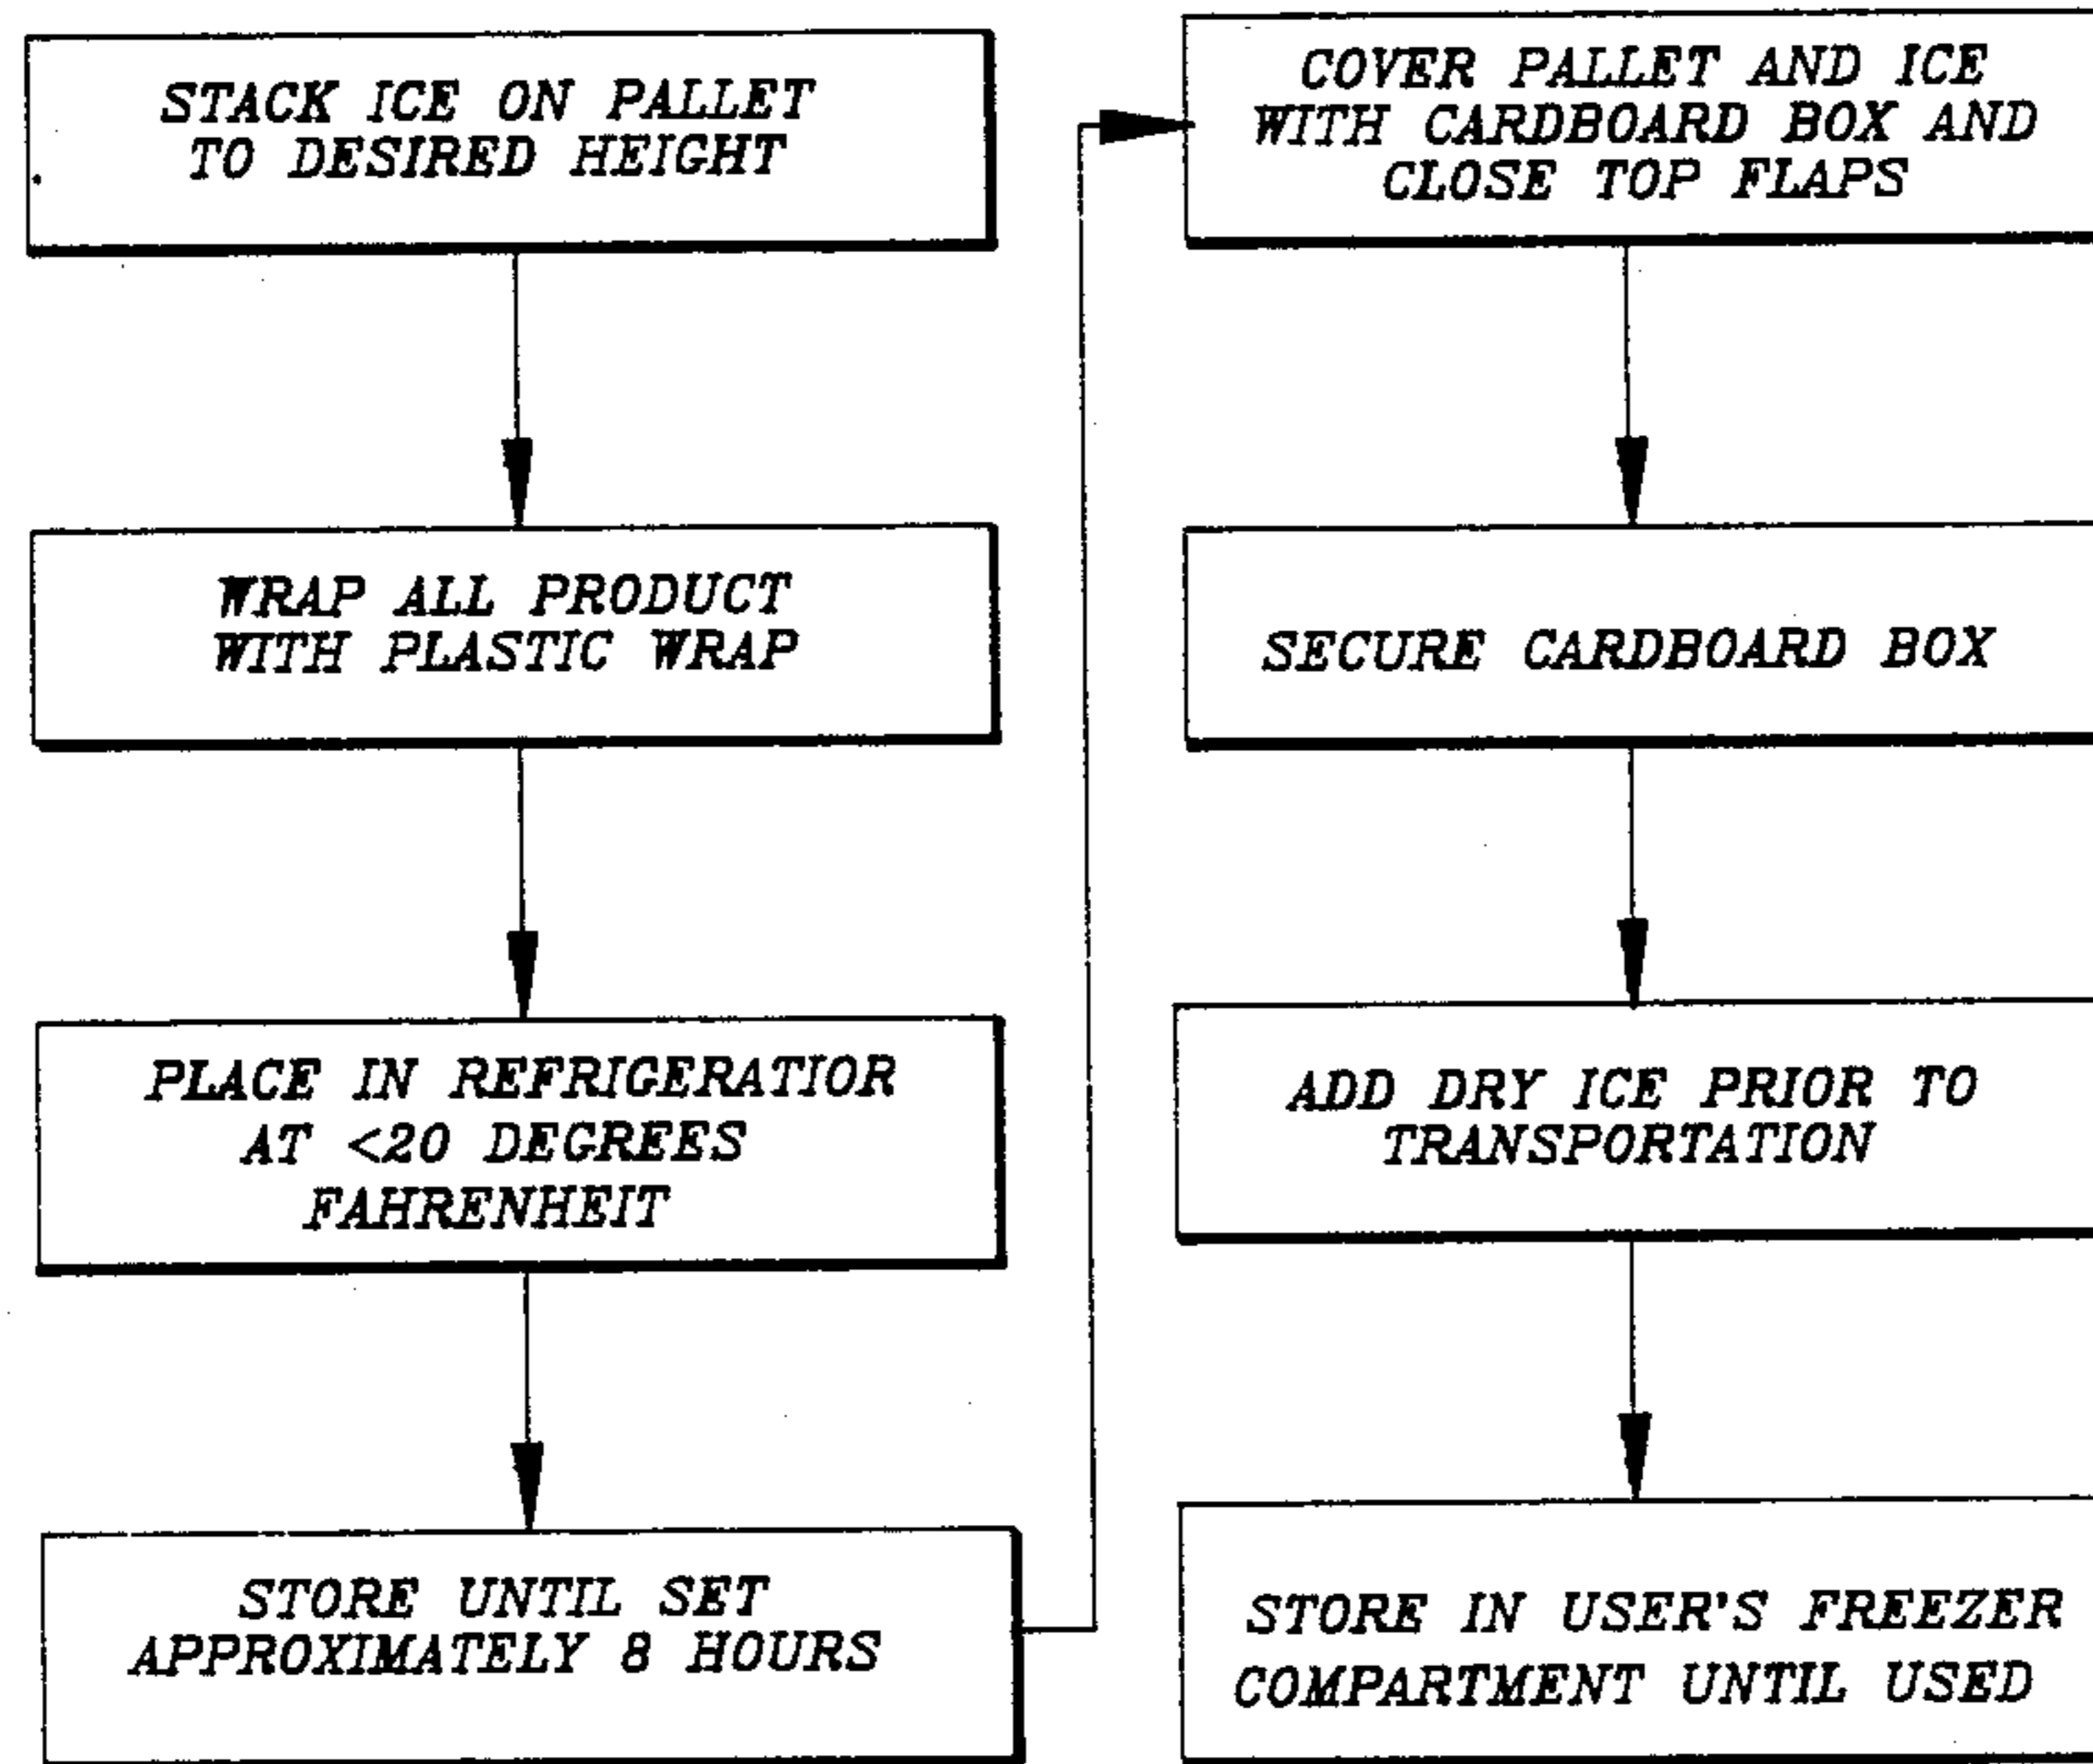 STACK ICE ON PALLET
TO DESIRED HEIGHT
WRAP ALL PRODUCT
WITH PLASTIC WRAP
PLACE IN REFRIGERATIOR
AT <20 DEGREES
FAHRENHEIT
STORE UNTIL SET
APPROXIMATELY 8 HOURS
COVER PALLET AND ICE
WITH CARDBOARD BOX AND
CLOSE TOP FLAPS
SECURE CARDBOARD BOX
ADD DRY ICE PRIOR TO
TRANSPORTATION
STORE IN USER'S FREEZER
COMPARTMENT UNTIL USED